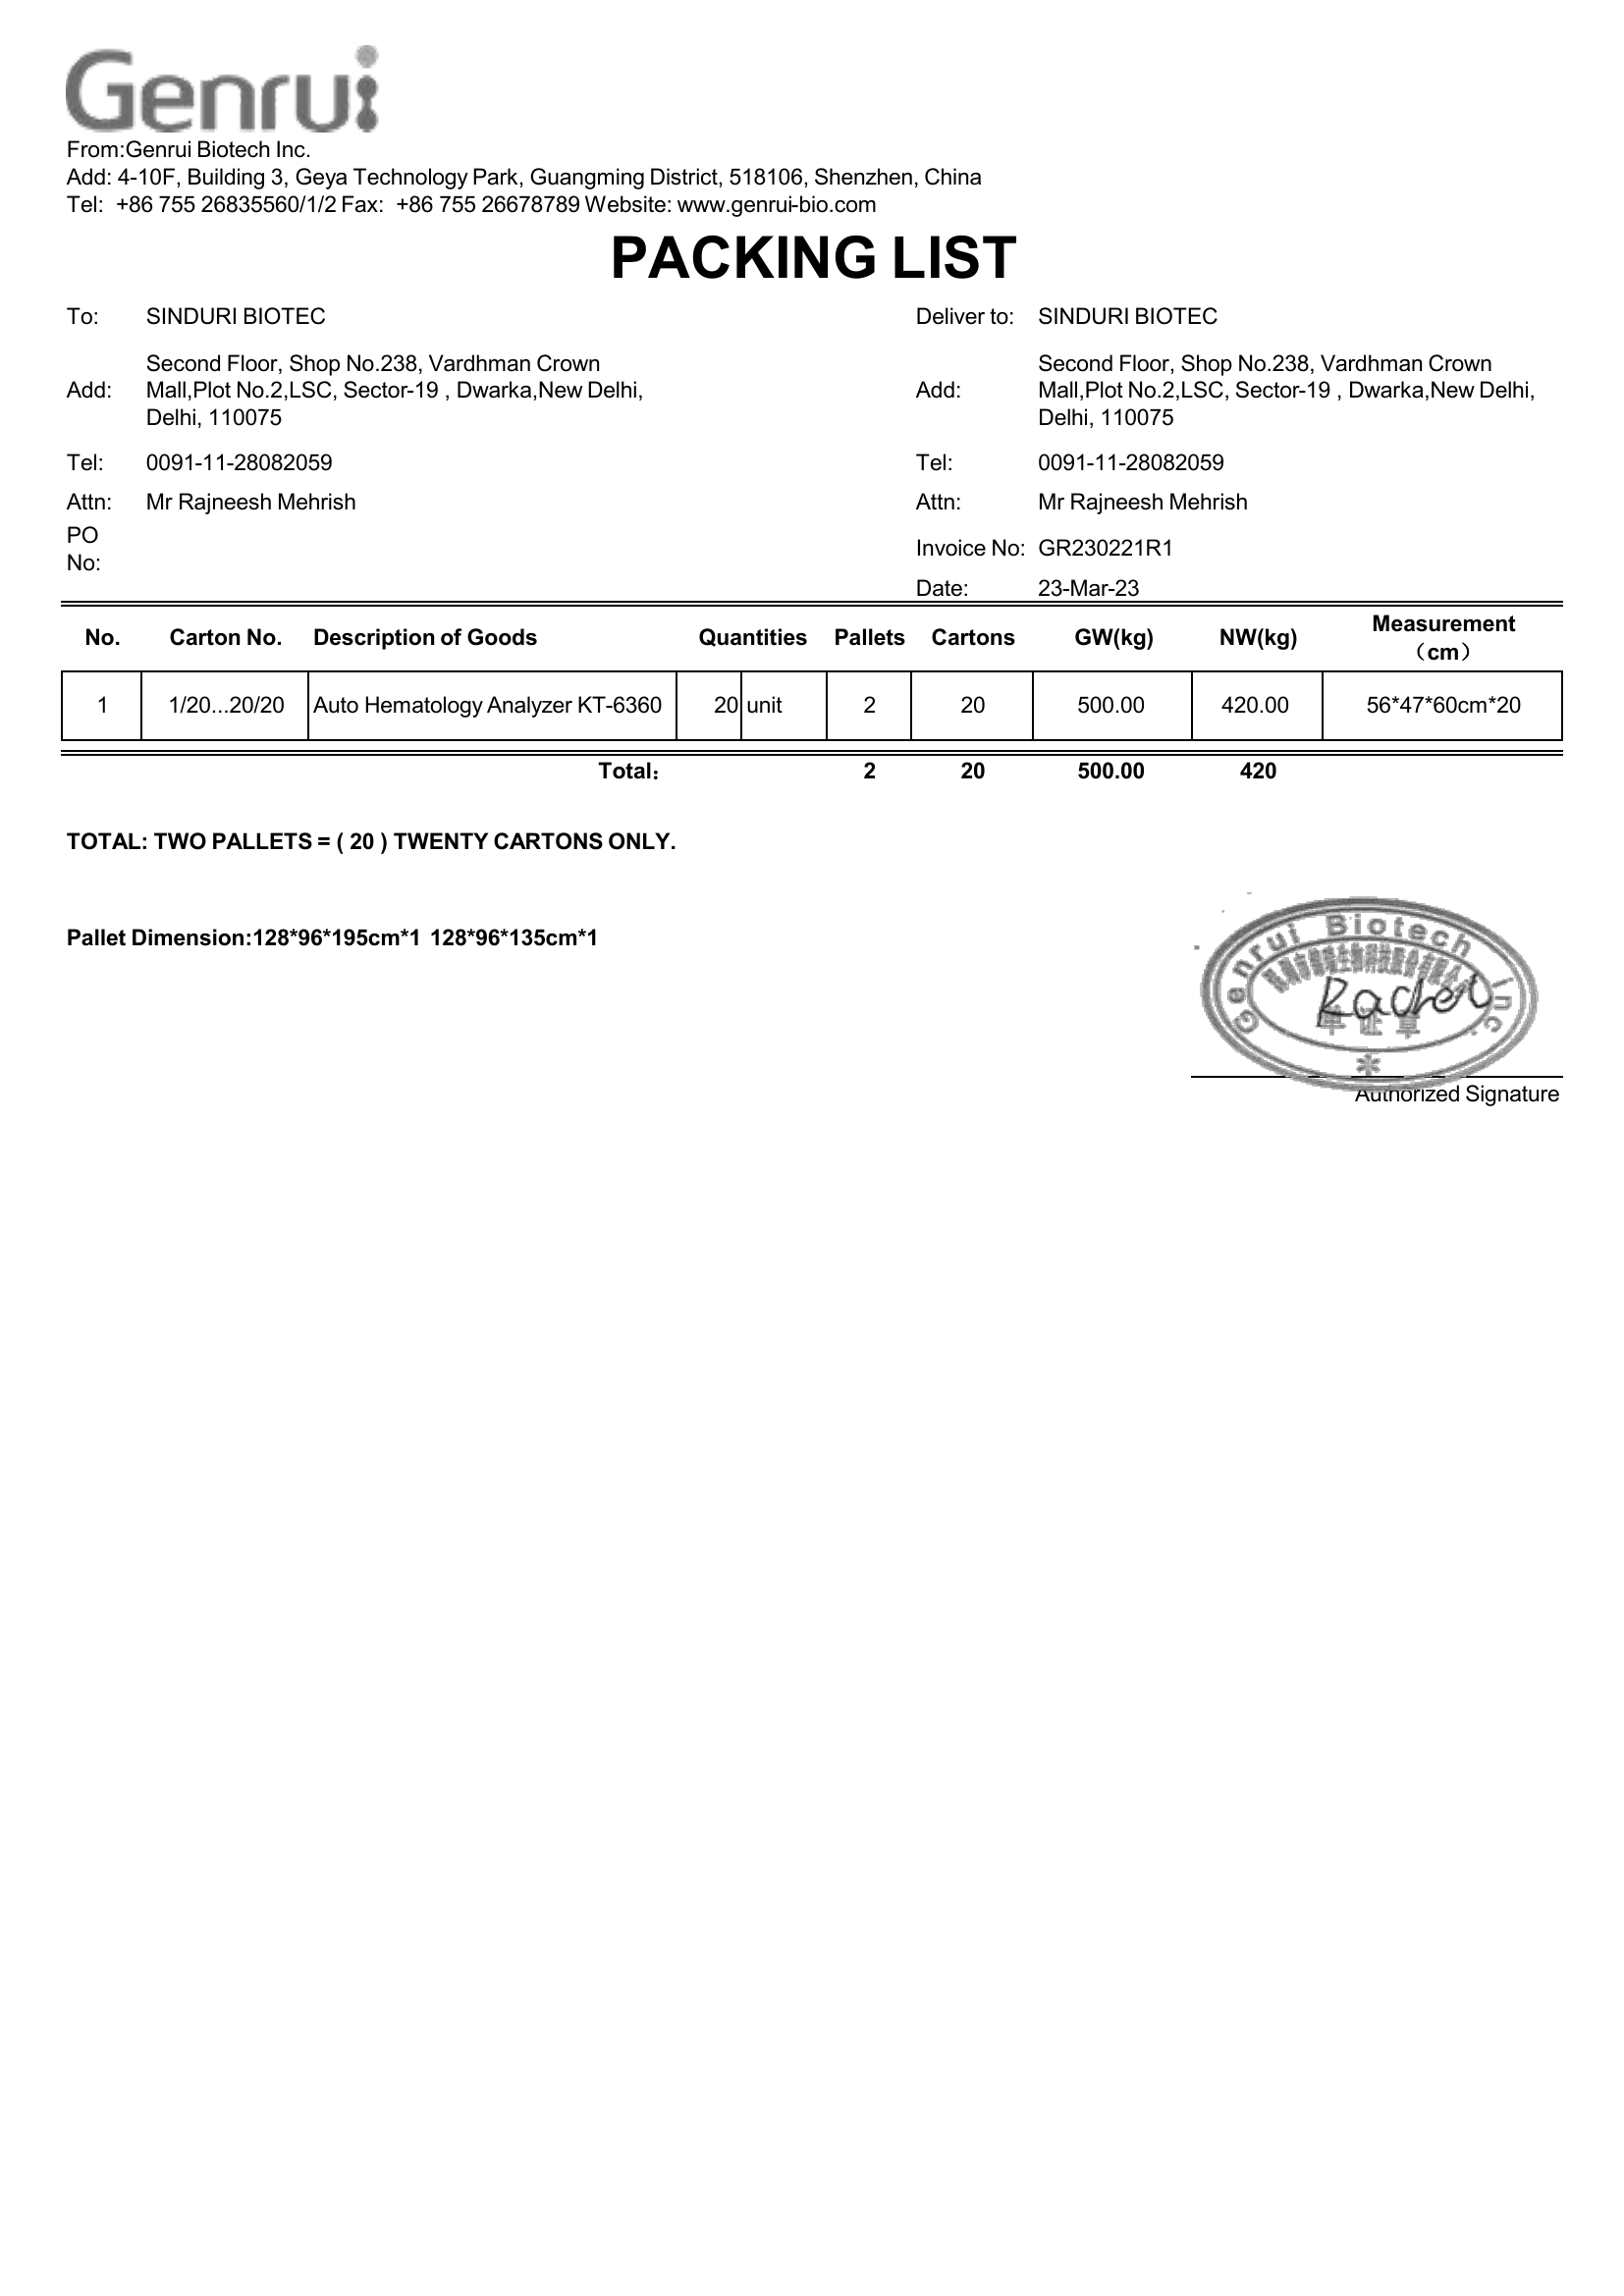 Genrui
From:Genrui Biotech Inc.
Add: 4-10F, Building 3, Geya Technology Park, Guangming District, 518106, Shenzhen, China
Tel: +86 755 26835560/1/2 Fax: +86 755 26678789 Website: www.genrui-bio.com
PACKING LIST
To: SINDURI BIOTEC Deliver to: SINDURI BIOTEC
Second Floor, Shop No.238, Vardhman Crown Second Floor, Shop No.238, Vardhman Crown
Add: Mall,Plot No.2,LSC, Sector-19 , Dwarka,New Delhi, Add: Mall,Plot No.2,LSC, Sector-19 , Dwarka,New Delhi,
Delhi, 110075 Delhi, 110075
Tel: 0091-11-28082059 Tel: 0091-11-28082059
Attn: Mr Rajneesh Mehrish Attn: Mr Rajneesh Mehrish
PO
No:
Invoice No: GR230221R1
Date: 23-Mar-23
No. Carton No. Description of Goods Quantities Pallets Cartons GW(kg) NW(kg) Measurement
（cm）
1 1/20...20/20 Auto Hematology Analyzer KT-6360 20 unit 2 20 500.00 420.00 56*47*60cm*20
Total： 2 20 500.00 420
TOTAL: TWO PALLETS = ( 20 ) TWENTY CARTONS ONLY.
Pallet Dimension:128*96*195cm*1 128*96*135cm*1
Genrui Biotech Inc.
Rachel
单证章
Authorized Signature